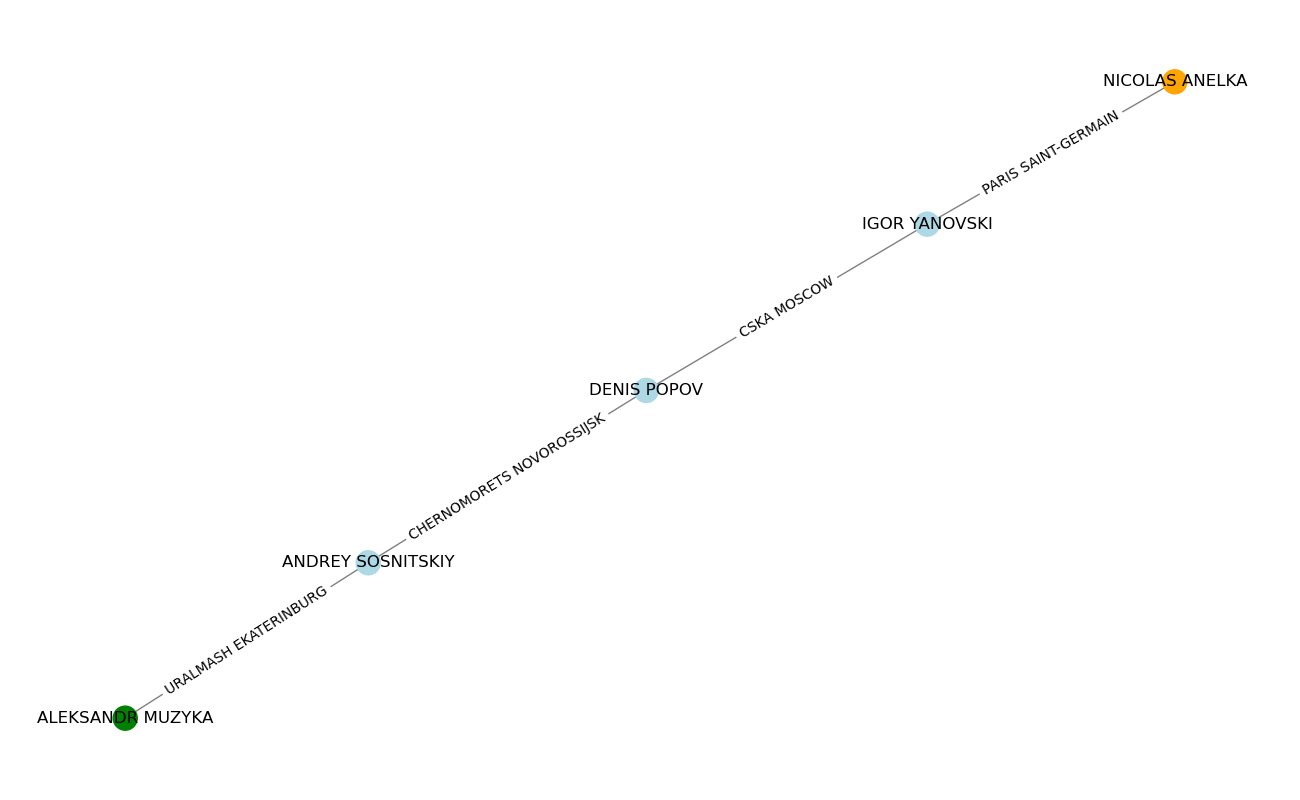 NICOLAS ANELKA
PARIS SAINT-GERMAIN
IGOR YANOVSKI
CSKA MOSCOW
DENIS POPOV
CHERNOMORETS NOVOROSSIJSK
ANDREY SOSNITSKIY
URALMASH EKATERINBURG
ALEKSANDR MUZYKA